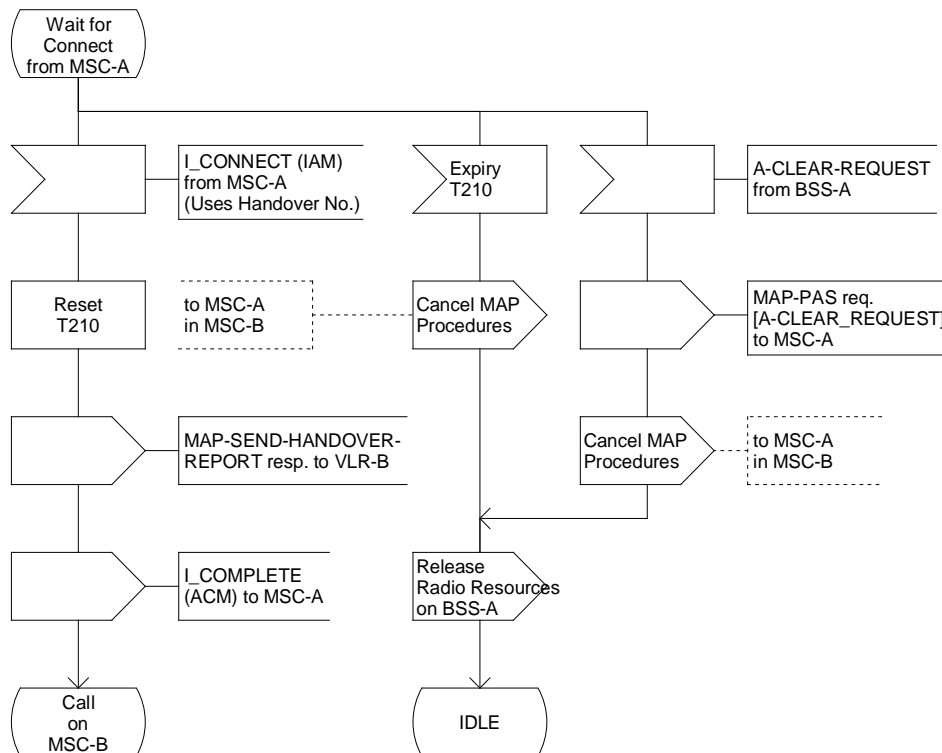 Wait for
Connect
from MSC-A
I_CONNECT (IAM)
from MSC-A
(Uses Handover No.)
Expiry
T210
A-CLEAR-REQUEST
from BSS-A
Reset
T210
to MSC-A
in MSC-B
Cancel MAP
Procedures
MAP-PAS req.
[A-CLEAR_REQUEST]
to MSC-A
MAP-SEND-HANDOVER-
REPORT resp. to VLR-B
Cancel MAP
Procedures
to MSC-A
in MSC-B
I_COMPLETE
(ACM) to MSC-A
Release
Radio Resources
on BSS-A
Call
on
MSC-B
IDLE